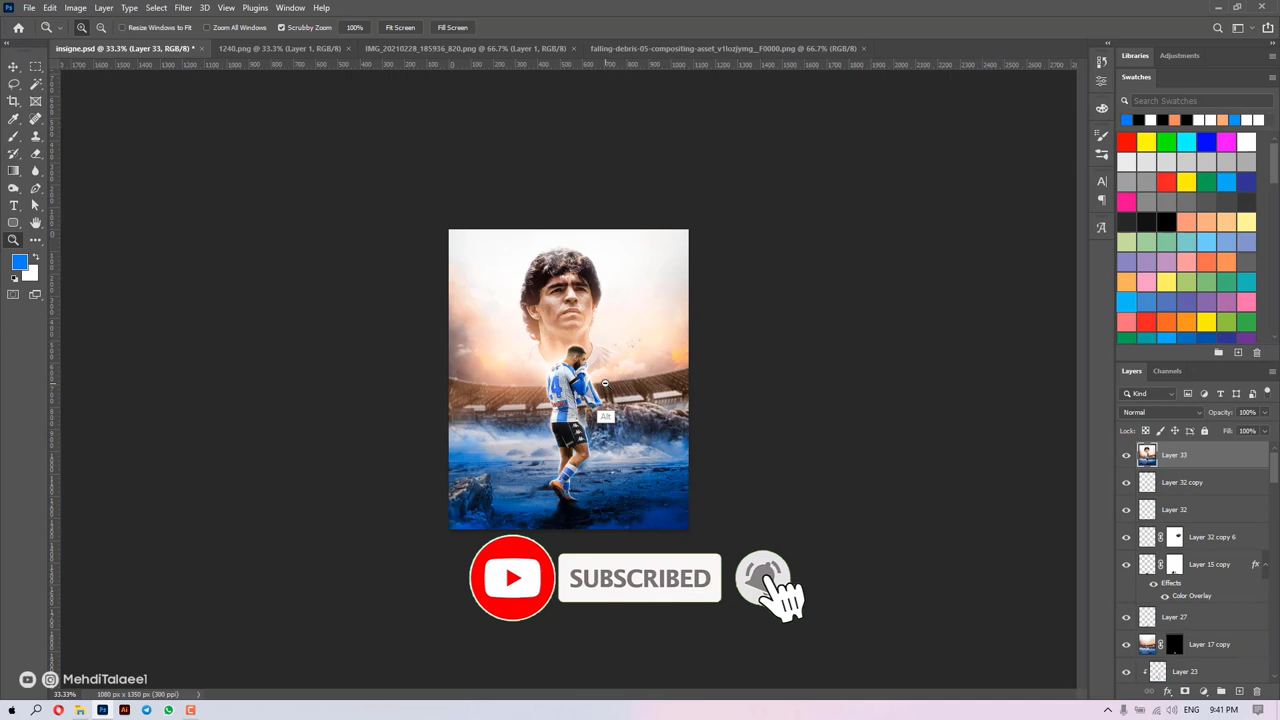 File Edit Image Layer Type Select Filter 3D View Plugins Window Help
Resize Windows to Fit Zoom All Windows Scrubby Zoom 100% Fit Screen Fill Screen
insigne.psd @ 33.3% (Layer 33, RGB/8) * × 1240.png @ 33.3% (Layer 1, RGB/8) × IMG_20210228_185936_820.png @ 66.7% (Layer 1, RGB/8) × falling-debris-05-compositing-asset_v1lozjymg_F0000.png @ 66.7% (Layer 1, RGB/8) ×
Libraries Adjustments
Swatches
Search Swatches
Layers Channels
Kind
Normal Opacity: 100%
Lock: Fill: 100%
Layer 33
Layer 32 copy
Layer 32
Layer 32 copy 6
Layer 15 copy fx
Effects
Color Overlay
Layer 27
Layer 17 copy
Layer 23
Alt
SUBSCRIBED
MehdiTalaee1
33.33% 1080 px x 1350 px (300 ppi)
ENG 9:41 PM